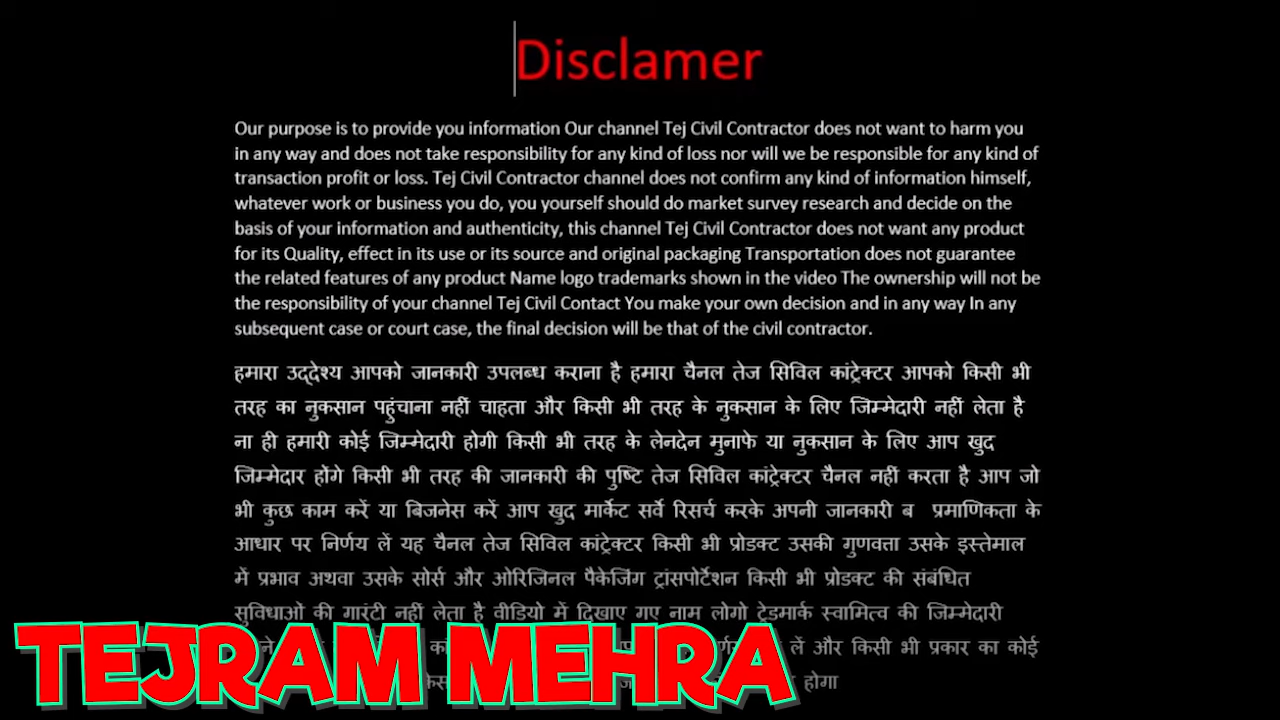 Disclamer
Our purpose is to provide you information Our channel Tej Civil Contractor does not want to harm you
in any way and does not take responsibility for any kind of loss nor will we be responsible for any kind of
transaction profit or loss. Tej Civil Contractor channel does not confirm any kind of information himself,
whatever work or business you do, you yourself should do market survey research and decide on the
basis of your information and authenticity, this channel Tej Civil Contractor does not want any product
for its Quality, effect in its use or its source and original packaging Transportation does not guarantee
the related features of any product Name logo trademarks shown in the video The ownership will not be
the responsibility of your channel Tej Civil Contact You make your own decision and in any way In any
subsequent case or court case, the final decision will be that of the civil contractor.
हमारा उद्देश्य आपको जानकारी उपलब्ध कराना है हमारा चैनल तेज सिविल कांट्रेक्टर आपको किसी भी
तरह का नुकसान पहुंचाना नहीं चाहता और किसी भी तरह के नुकसान के लिए जिम्मेदारी नहीं लेता है
ना ही हमारी कोई जिम्मेदारी होगी किसी भी तरह के लेनदेन मुनाफे या नुकसान के लिए आप खुद
जिम्मेदार होंगे किसी भी तरह की जानकारी की पुष्टि तेज सिविल कांट्रेक्टर चैनल नहीं करता है आप जो
भी कुछ काम करें या बिजनेस करें आप खुद मार्केट सर्वे रिसर्च करके अपनी जानकारी ब प्रमाणिकता के
आधार पर निर्णय लें यह चैनल तेज सिविल कांट्रेक्टर किसी भी प्रोडक्ट उसकी गुणवत्ता उसके इस्तेमाल
में प्रभाव अथवा उसके सोर्स और ओरिजिनल पैकेजिंग ट्रांसपोर्टेशन किसी भी प्रोडक्ट की संबंधित
सुविधाओं की गारंटी नहीं लेता है वीडियो में दिखाए गए नाम लोगो ट्रेडमार्क स्वामित्व की जिम्मेदारी
लें और किसी भी प्रकार का कोई
होगा
TEJRAM MEHRA